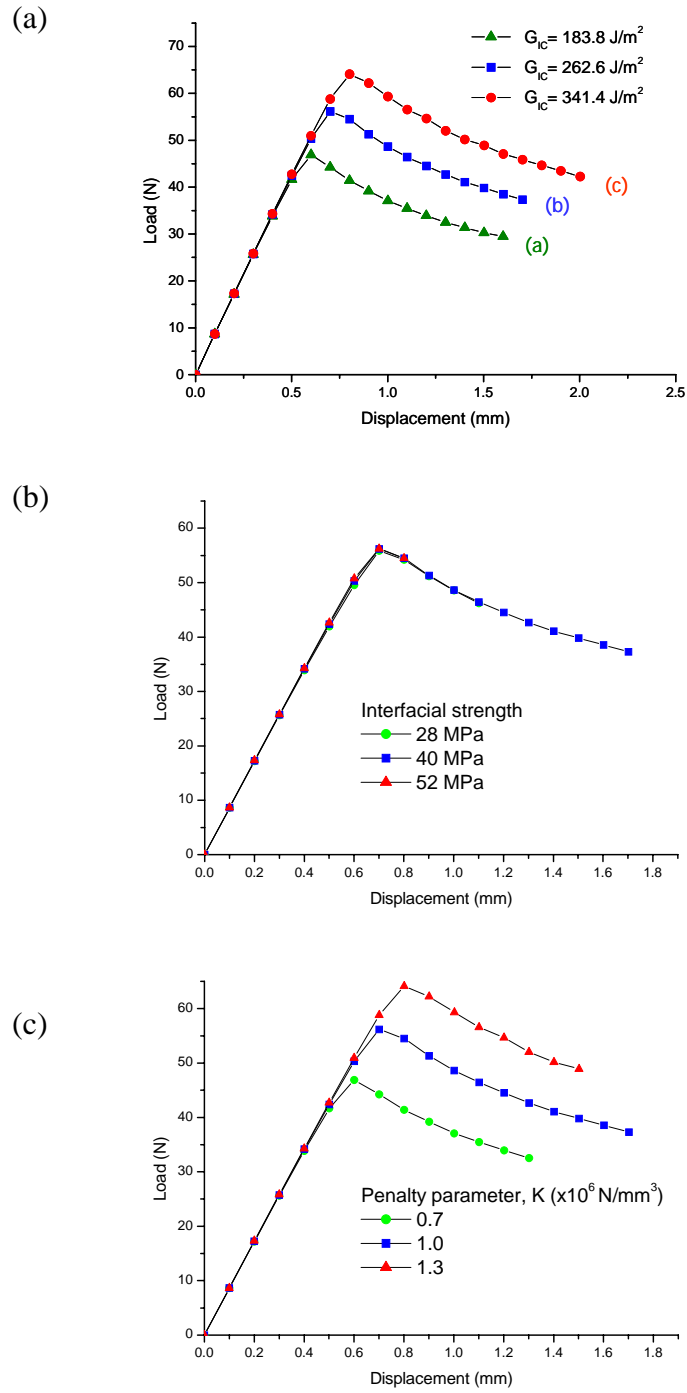 (a)
G_IC= 183.8 J/m²
G_IC= 262.6 J/m²
G_IC= 341.4 J/m²
70
60
50
40
30
20
10
0
Load (N)
(c)
(b)
(a)
0.0 0.5 1.0 1.5 2.0 2.5
Displacement (mm)
(b)
60
50
40
30
20
10
0
Load (N)
Interfacial strength
28 MPa
40 MPa
52 MPa
0.0 0.2 0.4 0.6 0.8 1.0 1.2 1.4 1.6 1.8
Displacement (mm)
(c)
60
50
40
30
20
10
0
Load (N)
Penalty parameter, K (x10⁶ N/mm³)
0.7
1.0
1.3
0.0 0.2 0.4 0.6 0.8 1.0 1.2 1.4 1.6 1.8
Displacement (mm)